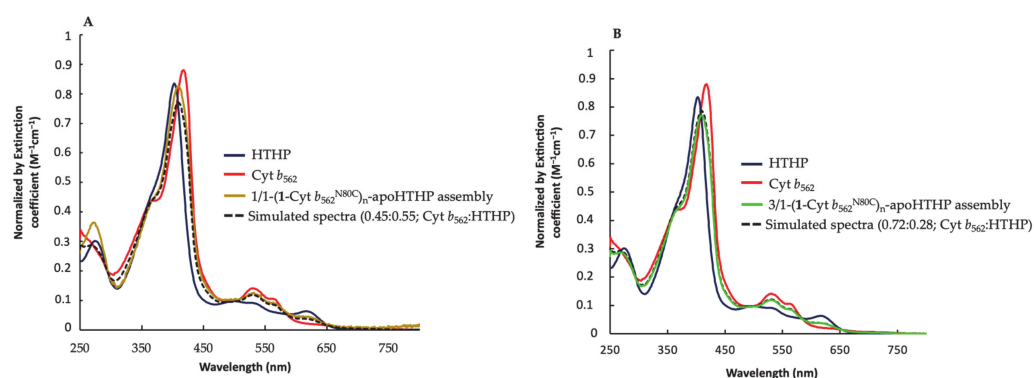 A
Normalized by Extinction
coefficient (M⁻¹cm⁻¹)
1
0.9
0.8
0.7
0.6
0.5
0.4
0.3
0.2
0.1
0
250
350
450
550
650
750
Wavelength (nm)
HTHP
Cyt b₅₆₂
1/1-(1-Cyt b₅₆₂ᴺ⁸⁰ᶜ)ₙ-apoHTHP assembly
Simulated spectra (0.45:0.55; Cyt b₅₆₂:HTHP)
B
Normalized by Extinction
coefficient (M⁻¹cm⁻¹)
1
0.9
0.8
0.7
0.6
0.5
0.4
0.3
0.2
0.1
0
250
350
450
550
650
750
Wavelength (nm)
HTHP
Cyt b₅₆₂
3/1-(1-Cyt b₅₆₂ᴺ⁸⁰ᶜ)ₙ-apoHTHP assembly
Simulated spectra (0.72:0.28; Cyt b₅₆₂:HTHP)